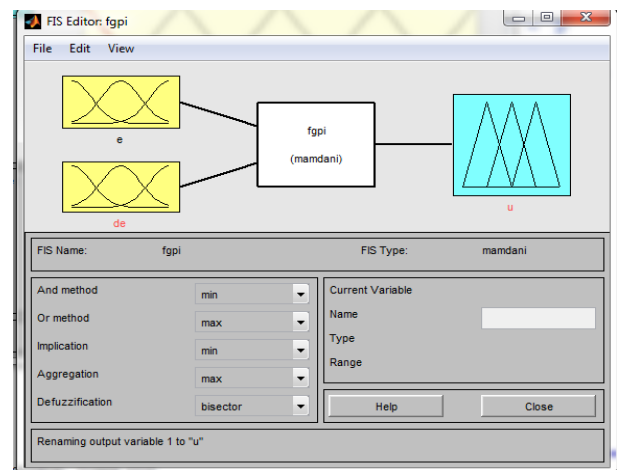 FIS Editor: fgpi
File Edit View
e
de
fgpi
(mamdani)
u
FIS Name: fgpi FIS Type: mamdani
And method min
Or method max
Implication min
Aggregation max
Defuzzification bisector
Current Variable
Name
Type
Range
Help Close
Renaming output variable 1 to "u"